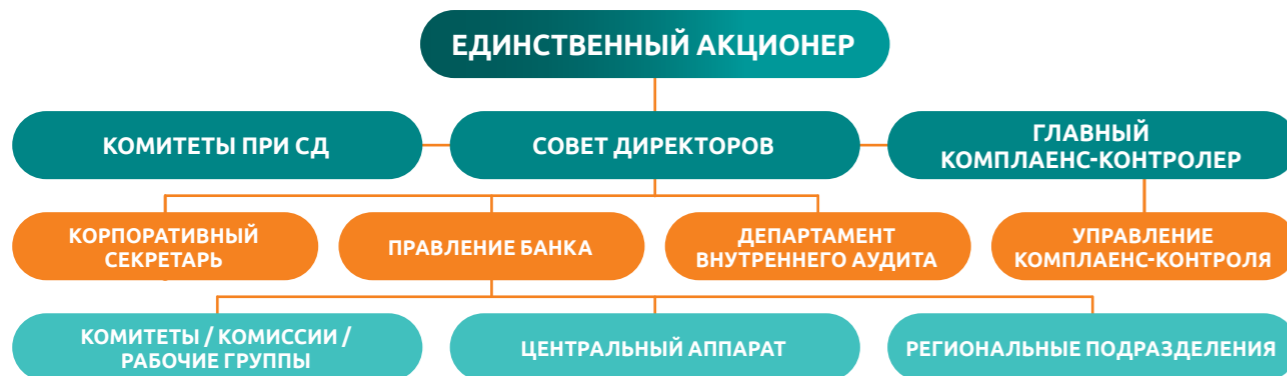 ЕДИНСТВЕННЫЙ АКЦИОНЕР
КОМИТЕТЫ ПРИ СД
СОВЕТ ДИРЕКТОРОВ
ГЛАВНЫЙ
КОМПЛАЕНС-КОНТРОЛЕР
КОРПОРАТИВНЫЙ
СЕКРЕТАРЬ
ПРАВЛЕНИЕ БАНКА
ДЕПАРТАМЕНТ
ВНУТРЕННЕГО АУДИТА
УПРАВЛЕНИЕ
КОМПЛАЕНС-КОНТРОЛЯ
КОМИТЕТЫ / КОМИССИИ /
РАБОЧИЕ ГРУППЫ
ЦЕНТРАЛЬНЫЙ АППАРАТ
РЕГИОНАЛЬНЫЕ ПОДРАЗДЕЛЕНИЯ